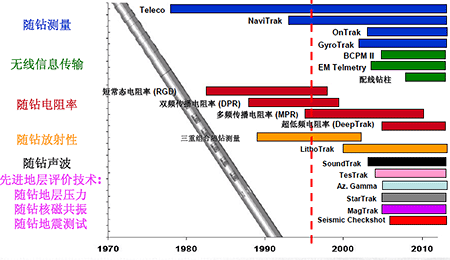 随钻测量
Teleco
NaviTrak
OnTrak
GyroTrak
无线信息传输
BCPM II
EM Telmetry
配线钻柱
随钻电阻率
短常态电阻率 (RGD)
双频传播电阻率 (DPR)
多频传播电阻率 (MPR)
超低频电阻率 (DeepTrak)
随钻放射性
三重组合随钻测量
LithoTrak
随钻声波
SoundTrak
先进地层评价技术:
TesTrak
随钻地层压力
Az. Gamma
StarTrak
随钻核磁共振
MagTrak
随钻地震测试
Seismic Checkshot
1970
1980
1990
2000
2010